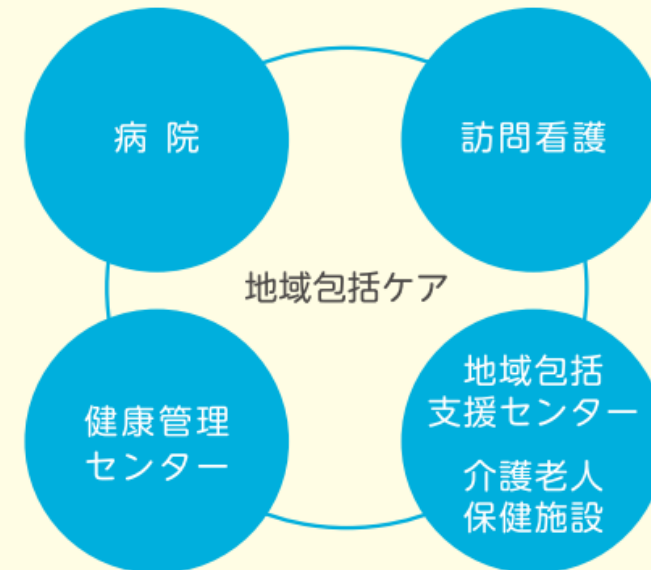 病 院
訪問看護
地域包括ケア
健康管理
センター
地域包括
支援センター
介護老人
保健施設